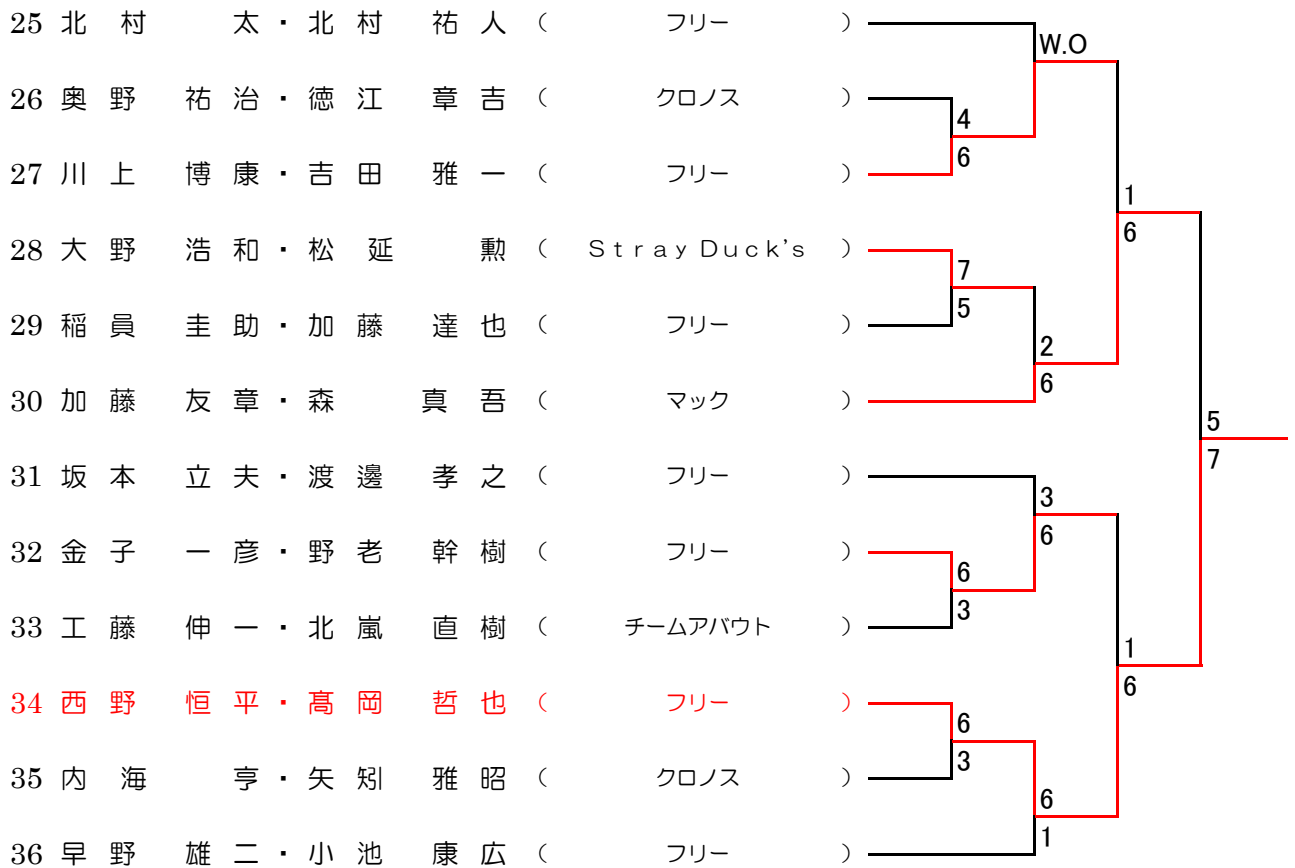 25 北村 太・北村 祐人 ( フリー )
W.O
26 奥野 祐治・徳江 章吉 ( クロノス )
4
6
27 川上 博康・吉田 雅一 ( フリー )
1
6
28 大野 浩和・松延 勲 ( Stray Duck's )
7
5
29 稲員 圭助・加藤 達也 ( フリー )
2
6
30 加藤 友章・森 真吾 ( マック )
5
7
31 坂本 立夫・渡邊 孝之 ( フリー )
3
6
32 金子 一彦・野老 幹樹 ( フリー )
6
3
33 工藤 伸一・北嵐 直樹 ( チームアバウト )
1
6
34 西野 恒平・髙岡 哲也 ( フリー )
6
3
35 内海 亨・矢矧 雅昭 ( クロノス )
6
1
36 早野 雄二・小池 康広 ( フリー )